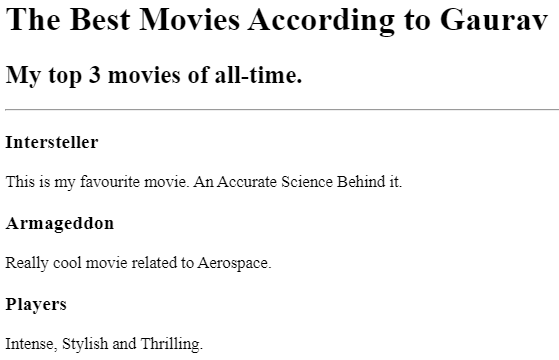 The Best Movies According to Gaurav
My top 3 movies of all-time.
Intersteller
This is my favourite movie. An Accurate Science Behind it.
Armageddon
Really cool movie related to Aerospace.
Players
Intense, Stylish and Thrilling.